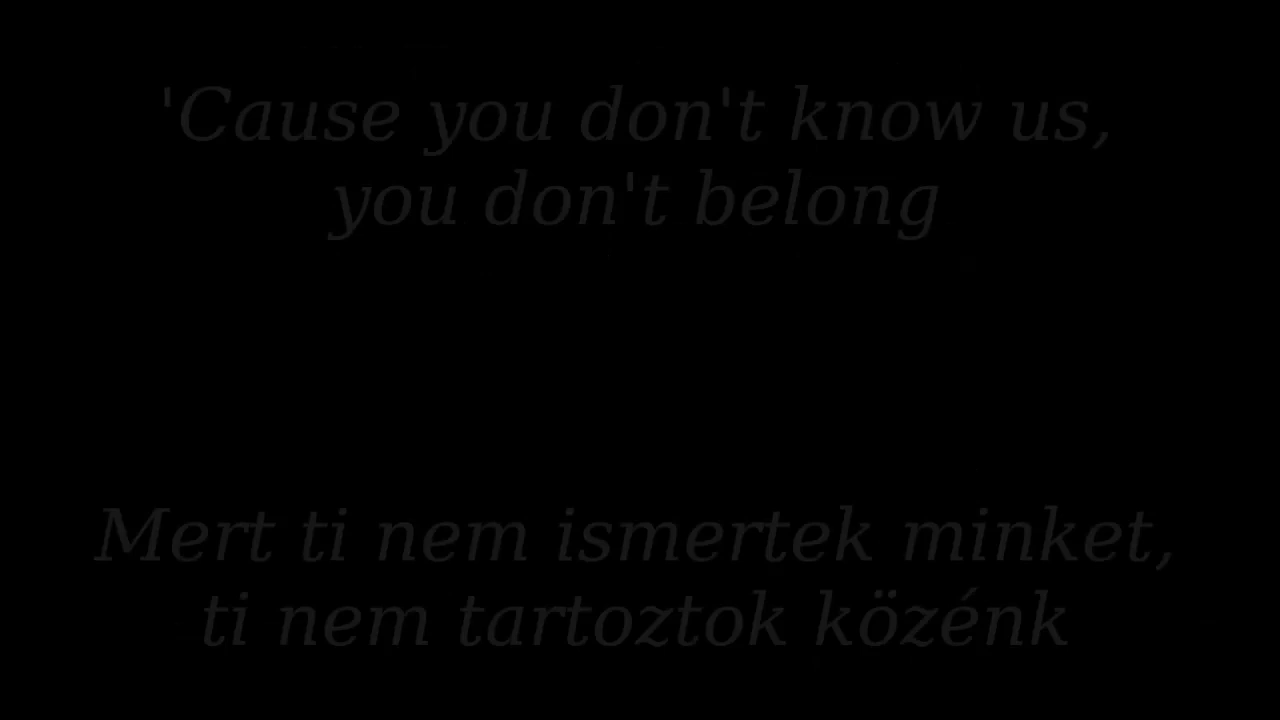 'Cause you don't know us,
you don't belong
Mert ti nem ismertek minket,
ti nem tartoztok közénk